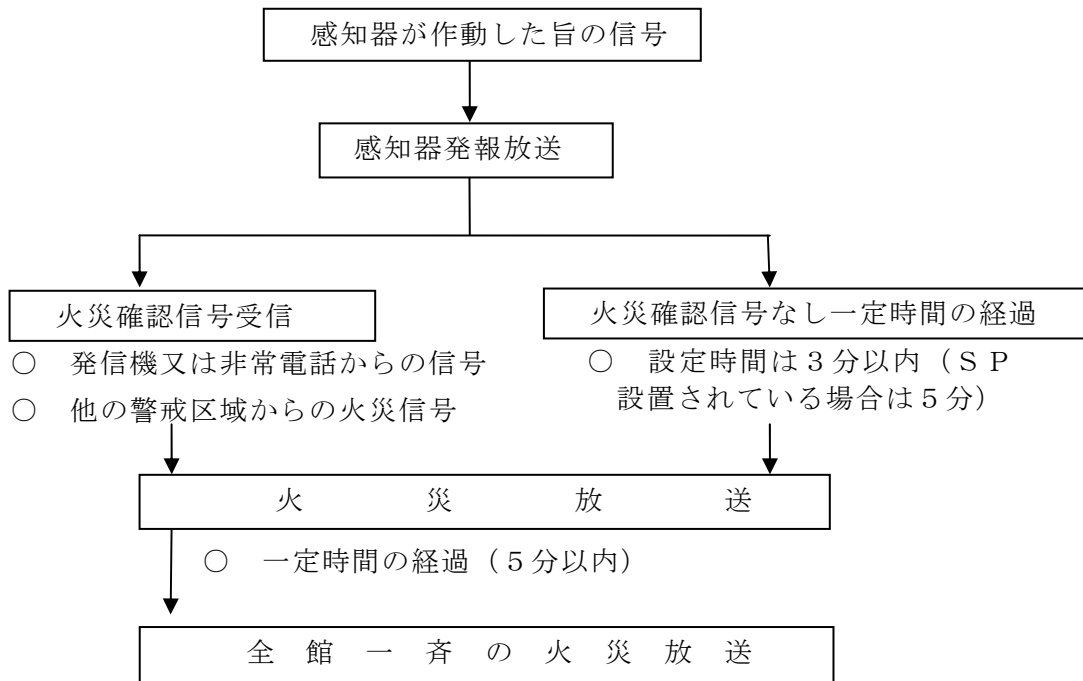 感知器が作動した旨の信号
感知器発報放送
火災確認信号受信
○　発信機又は非常電話からの信号
○　他の警戒区域からの火災信号
火災確認信号なし一定時間の経過
○　設定時間は３分以内（ＳＰ
設置されている場合は５分）
火災放送
○　一定時間の経過（５分以内）
全館一斉の火災放送